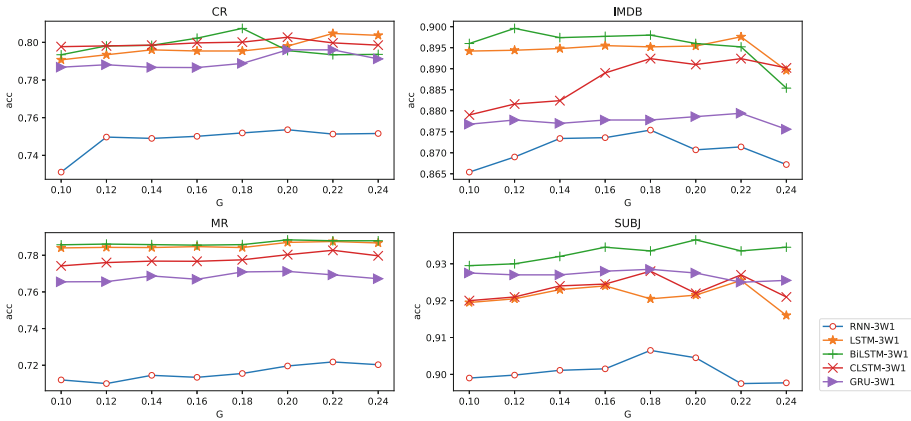 CR
acc
0.80
0.78
0.76
0.74
0.10 0.12 0.14 0.16 0.18 0.20 0.22 0.24
G
IMDB
acc
0.900
0.895
0.890
0.885
0.880
0.875
0.870
0.865
0.10 0.12 0.14 0.16 0.18 0.20 0.22 0.24
G
MR
acc
0.78
0.76
0.74
0.72
0.10 0.12 0.14 0.16 0.18 0.20 0.22 0.24
G
SUBJ
acc
0.93
0.92
0.91
0.90
0.10 0.12 0.14 0.16 0.18 0.20 0.22 0.24
G
RNN-3W1
LSTM-3W1
BiLSTM-3W1
CLSTM-3W1
GRU-3W1